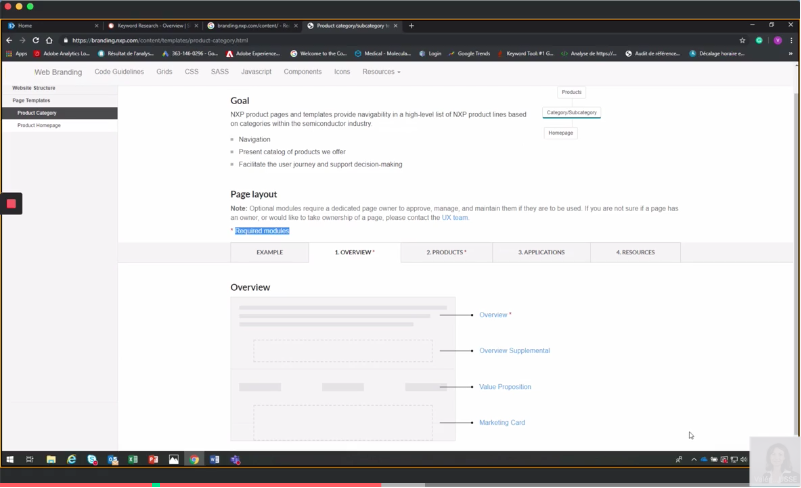 Home
Keyword Research - Overview | S
branding.nxp.com/content/ - Re
Product category/subcategory te
https://branding.nxp.com/content/templates/product-category.html
Apps
Adobe Analytics Lo...
Résultat de l'analys...
363-146-0296 - Go...
Adobe Experience...
Welcome to the Co...
Medical - Molecula...
Login
Google Trends
Keyword Tool: #1 G...
Analyse de https://...
Audit de référence...
Décalage horaire e...
Web Branding
Code Guidelines
Grids
CSS
SASS
Javascript
Components
Icons
Resources
Website Structure
Page Templates
Product Category
Product Homepage
Products
Category/Subcategory
Homepage
Goal
NXP product pages and templates provide navigability in a high-level list of NXP product lines based
on categories within the semiconductor industry
Navigation
Present catalog of products we offer
Facilitate the user journey and support decision-making
Page layout
Note: Optional modules require a dedicated page owner to approve, manage, and maintain them if they are to be used. If you are not sure if a page has
an owner, or would like to take ownership of a page, please contact the UX team.
* Required modules
EXAMPLE
1. OVERVIEW *
2. PRODUCTS *
3. APPLICATIONS
4. RESOURCES
Overview
Overview *
Overview Supplemental
Value Proposition
Marketing Card